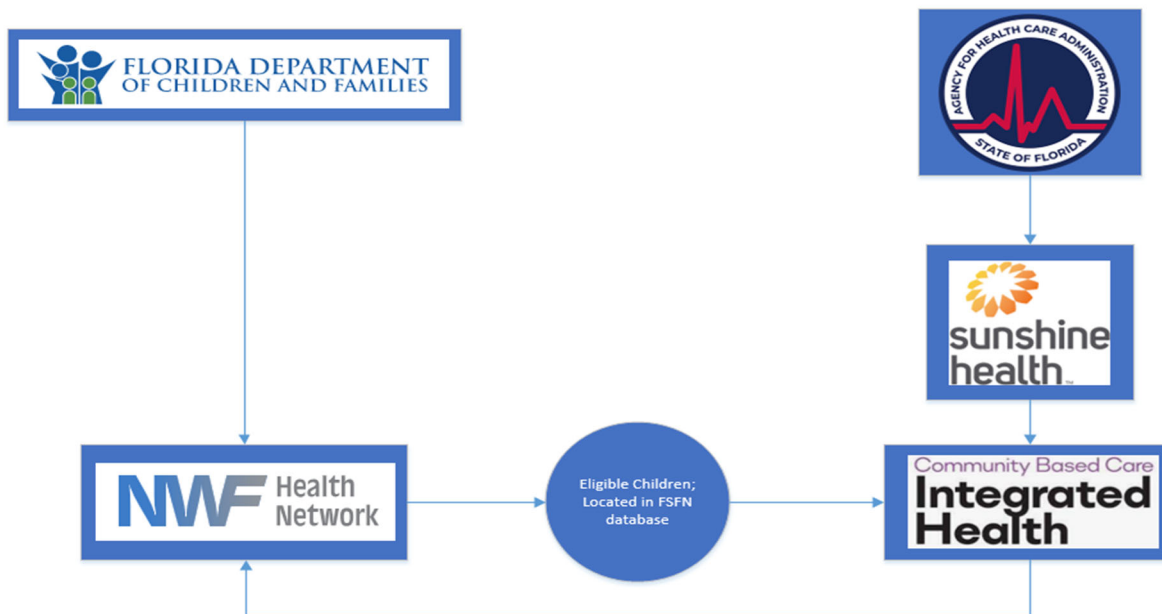 FLORIDA DEPARTMENT
OF CHILDREN AND FAMILIES
AGENCY FOR HEALTH CARE ADMINISTRATION
STATE OF FLORIDA
sunshine
health™
NWF Health
Network
Eligible Children;
Located in FSFN
database
Community Based Care
Integrated
Health